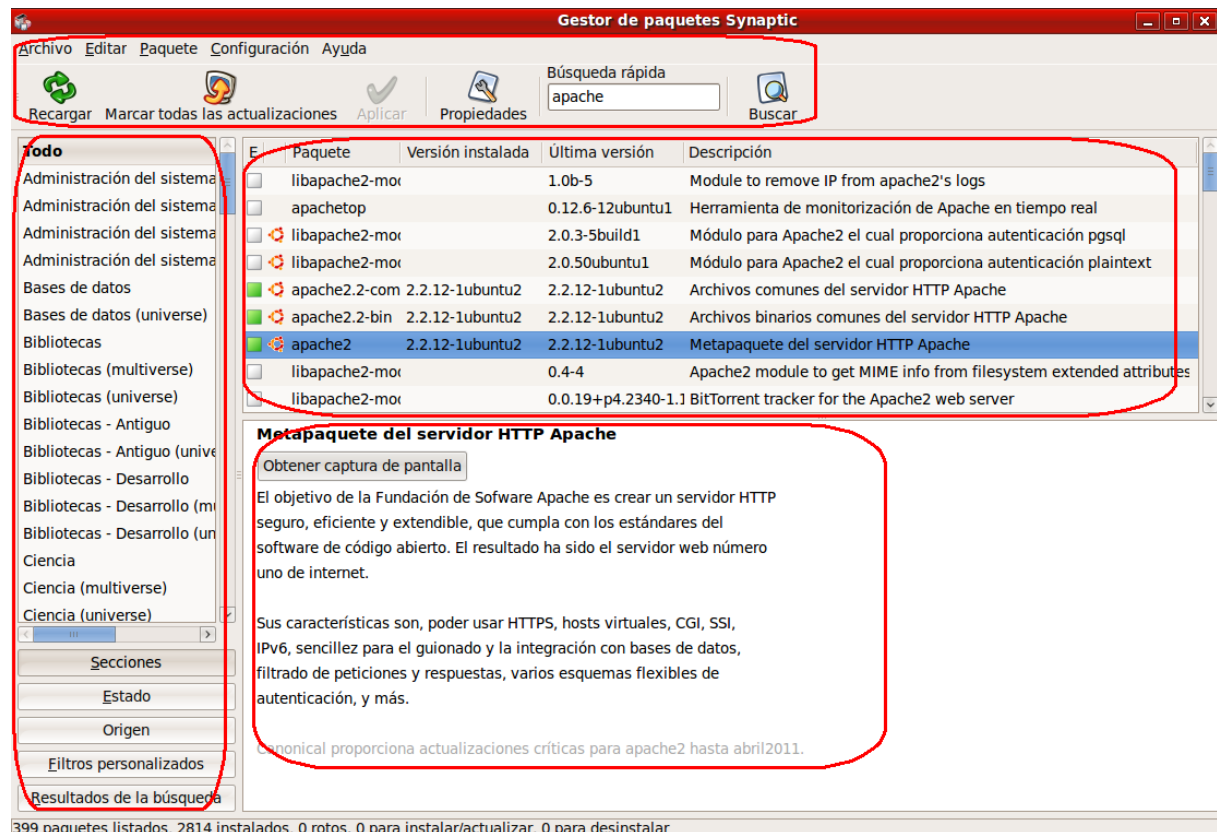 Gestor de paquetes Synaptic
Archivo Editar Paquete Configuración Ayuda
Recargar Marcar todas las actualizaciones Aplicar Propiedades Búsqueda rápida apache Buscar
Todo
Administración del sistema
Administración del sistema
Administración del sistema
Administración del sistema
Bases de datos
Bases de datos (universe)
Bibliotecas
Bibliotecas (multiverse)
Bibliotecas (universe)
Bibliotecas - Antiguo
Bibliotecas - Antiguo (unive
Bibliotecas - Desarrollo
Bibliotecas - Desarrollo (mu
Bibliotecas - Desarrollo (un
Ciencia
Ciencia (multiverse)
Ciencia (universe)
Secciones
Estado
Origen
Filtros personalizados
Resultados de la búsqueda
E Paquete Versión instalada Última versión Descripción
libapache2-mod 1.0b-5 Module to remove IP from apache2's logs
apachetop 0.12.6-12ubuntu1 Herramienta de monitorización de Apache en tiempo real
libapache2-mod 2.0.3-5build1 Módulo para Apache2 el cual proporciona autenticación pgsql
libapache2-mod 2.0.50ubuntu1 Módulo para Apache2 el cual proporciona autenticación plaintext
apache2.2-com 2.2.12-1ubuntu2 2.2.12-1ubuntu2 Archivos comunes del servidor HTTP Apache
apache2.2-bin 2.2.12-1ubuntu2 2.2.12-1ubuntu2 Archivos binarios comunes del servidor HTTP Apache
apache2 2.2.12-1ubuntu2 2.2.12-1ubuntu2 Metapaquete del servidor HTTP Apache
libapache2-mod 0.4-4 Apache2 module to get MIME info from filesystem extended attributes
libapache2-mod 0.0.19+p4.2340-1.1 BitTorrent tracker for the Apache2 web server
Metapaquete del servidor HTTP Apache
Obtener captura de pantalla
El objetivo de la Fundación de Sofware Apache es crear un servidor HTTP
seguro, eficiente y extendible, que cumpla con los estándares del
software de código abierto. El resultado ha sido el servidor web número
uno de internet.
Sus características son, poder usar HTTPS, hosts virtuales, CGI, SSI,
IPv6, sencillez para el guionado y la integración con bases de datos,
filtrado de peticiones y respuestas, varios esquemas flexibles de
autenticación, y más.
Canonical proporciona actualizaciones críticas para apache2 hasta abril2011.
399 paquetes listados, 2814 instalados, 0 rotos. 0 para instalar/actualizar, 0 para desinstalar